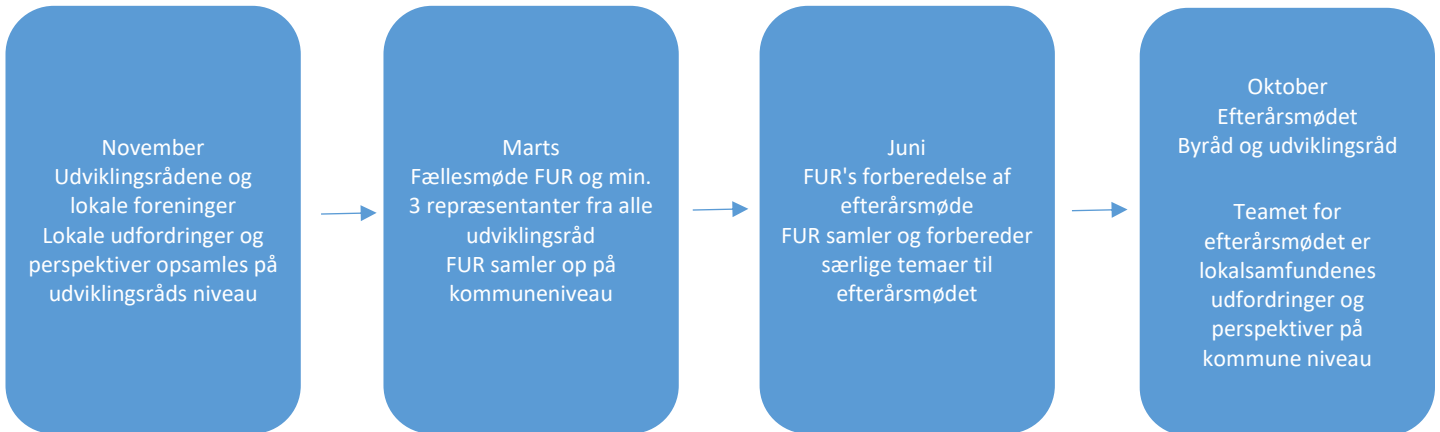 November
Udviklingsrådene og
lokale foreninger
Lokale udfordringer og
perspektiver opsamles på
udviklingsråds niveau
Marts
Fællesmøde FUR og min.
3 repræsentanter fra alle
udviklingsråd
FUR samler op på
kommuneniveau
Juni
FUR's forberedelse af
efterårsmøde
FUR samler og forbereder
særlige temaer til
efterårsmødet
Oktober
Efterårsmødet
Byråd og udviklingsråd
Teamet for
efterårsmødet er
lokalsamfundenes
udfordringer og
perspektiver på
kommune niveau